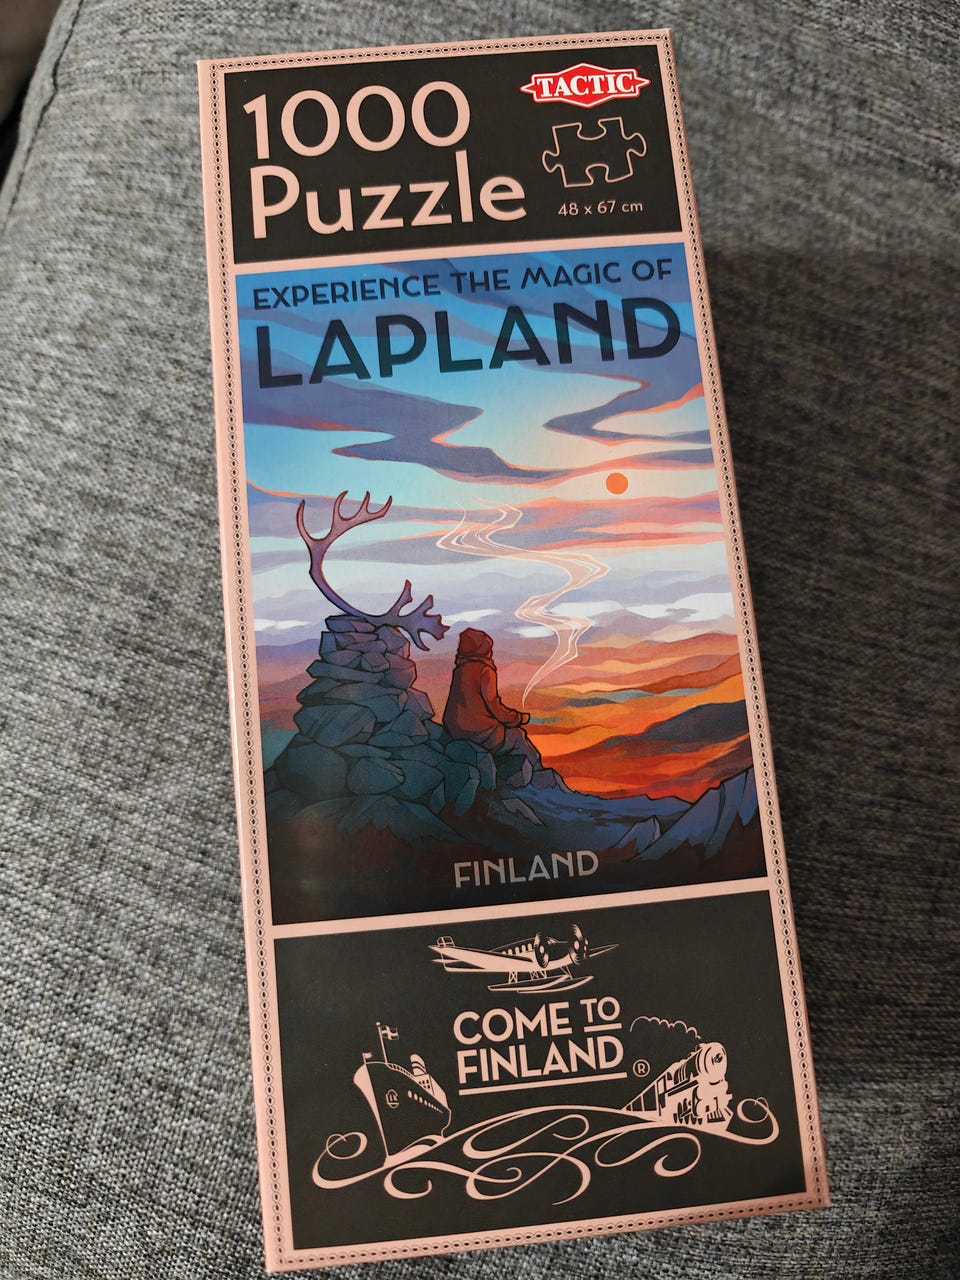 1000
Puzzle
TACTIC
48 x 67 cm
EXPERIENCE THE MAGIC OF
LAPLAND
FINLAND
COME TO
FINLAND ®